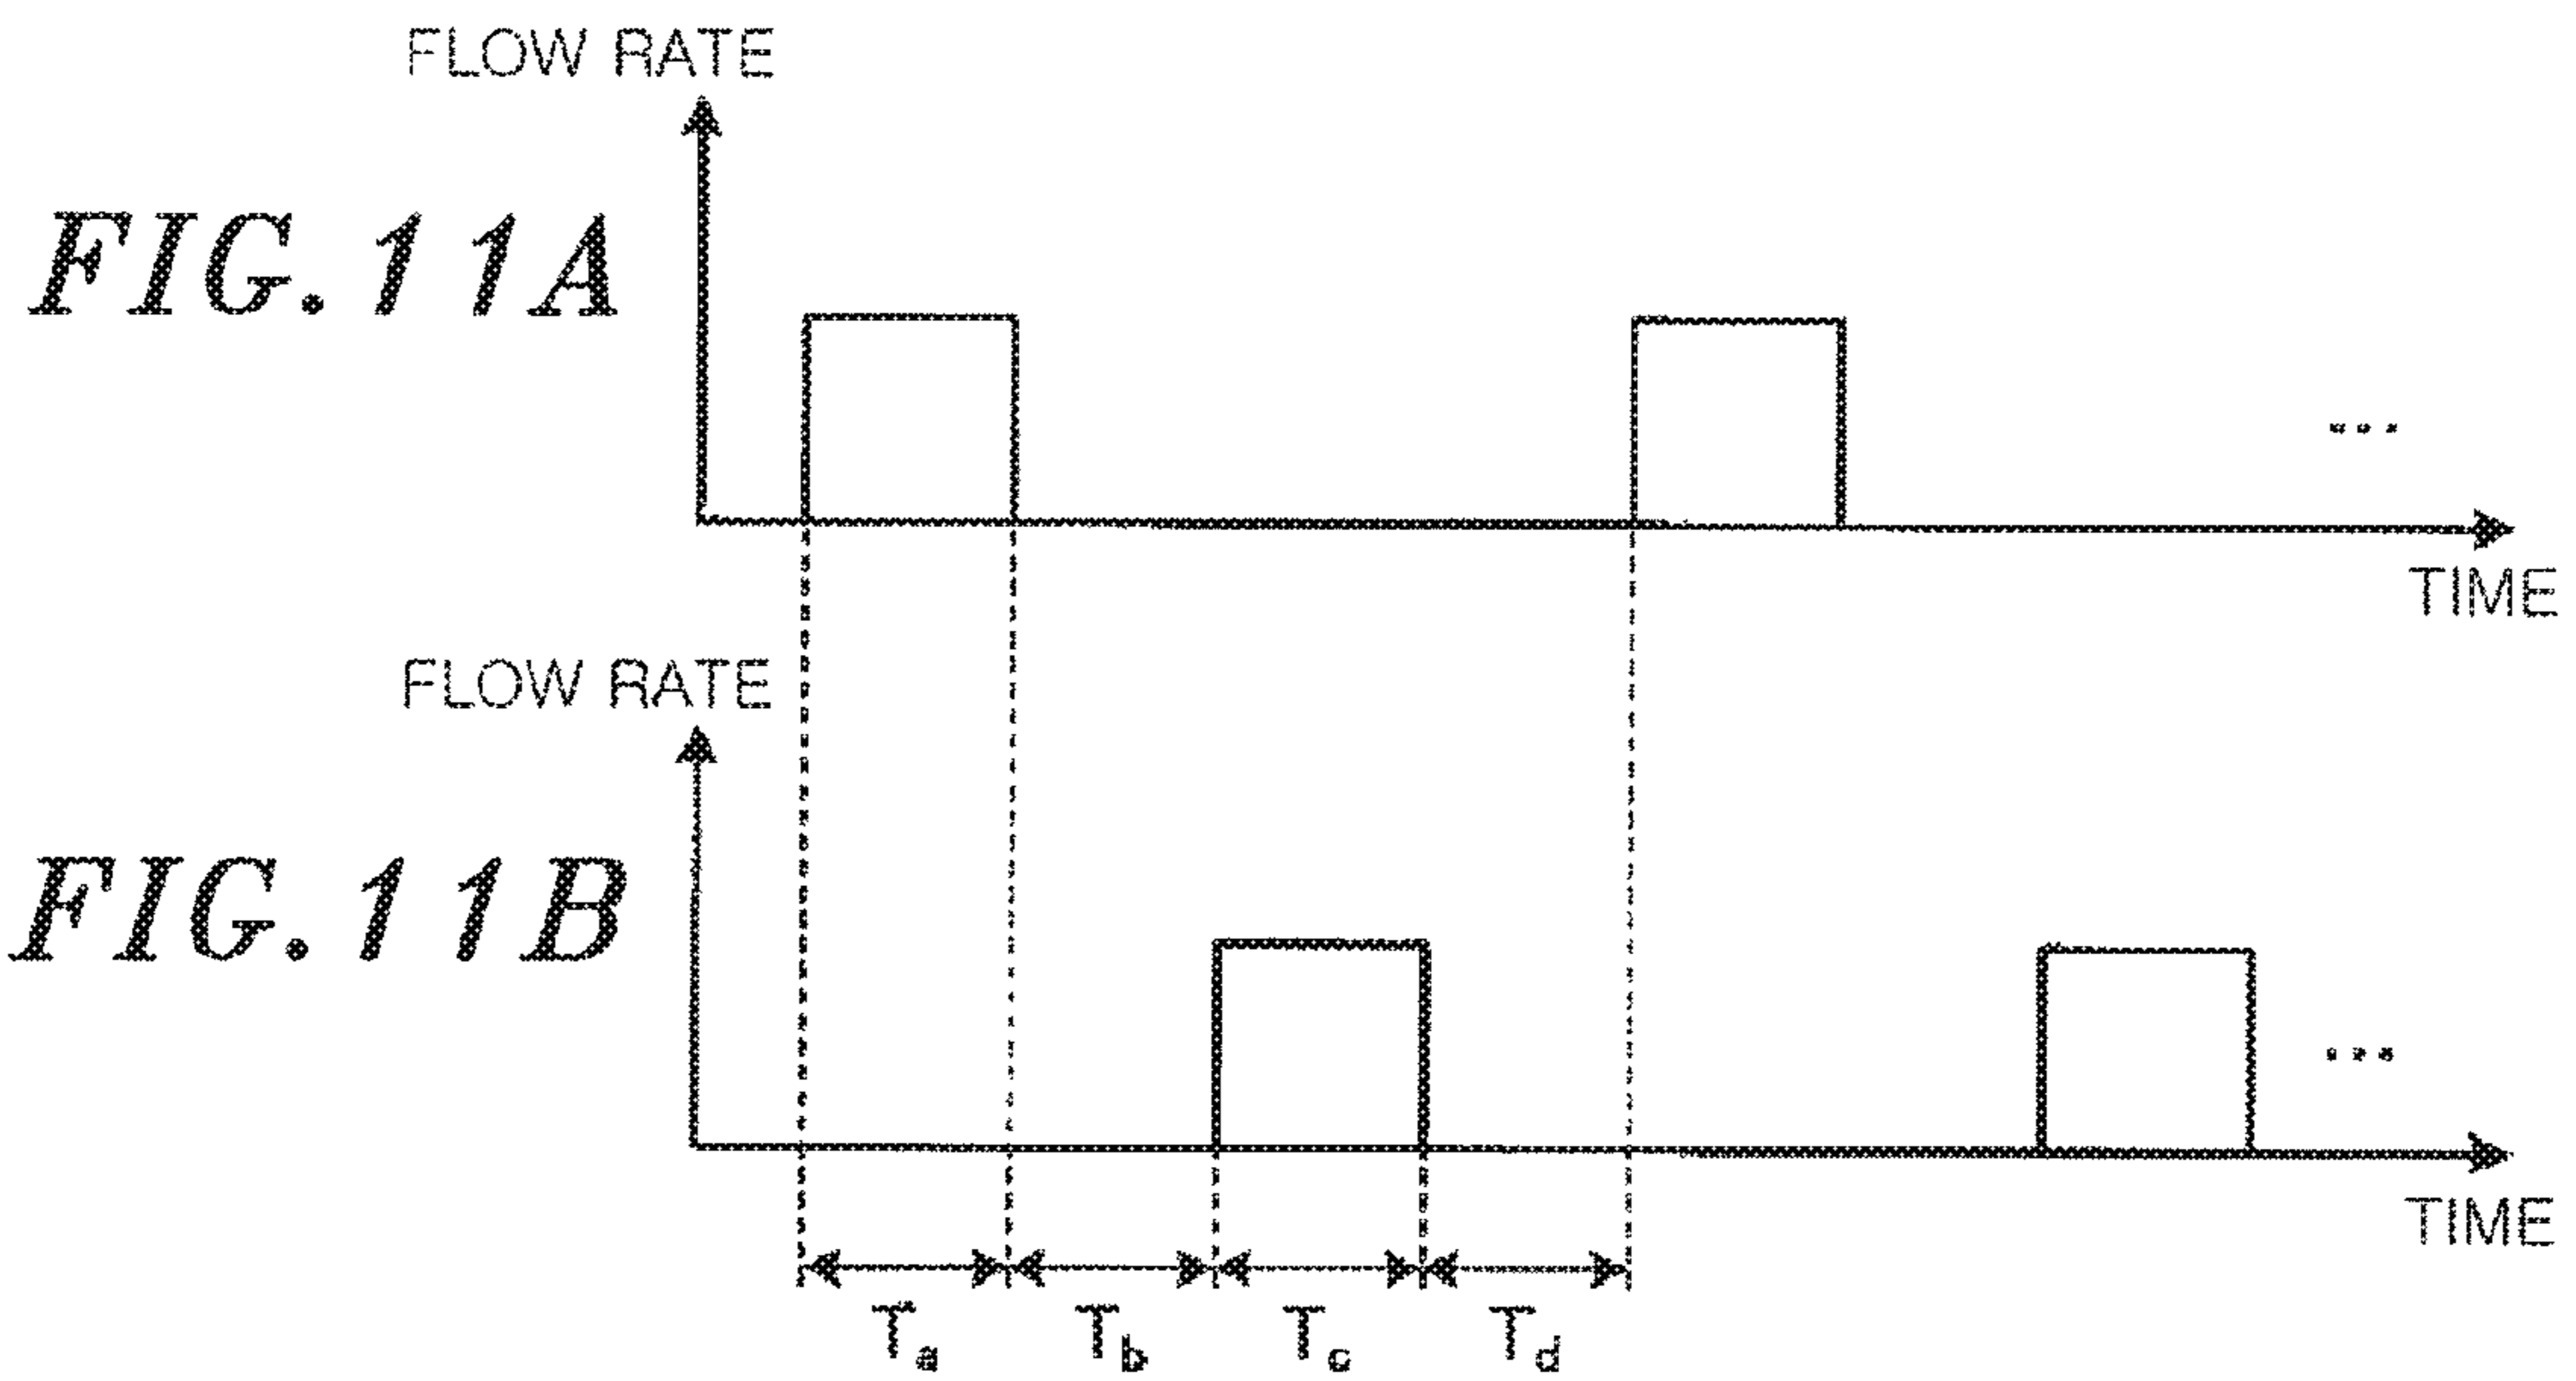 FLOW RATE
FIG. 11A
...
TIME
FLOW RATE
FIG. 11B
...
TIME
Ta Tb Tc Td